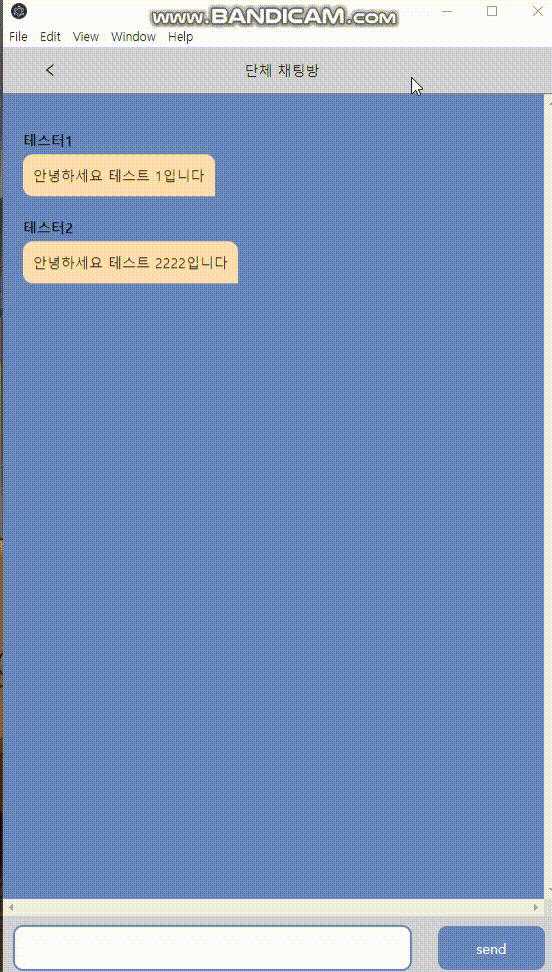 www.BANDICAM.com
File Edit View Window Help
단체 채팅방
테스터1
안녕하세요 테스트 1입니다
테스터2
안녕하세요 테스트 2222입니다
send